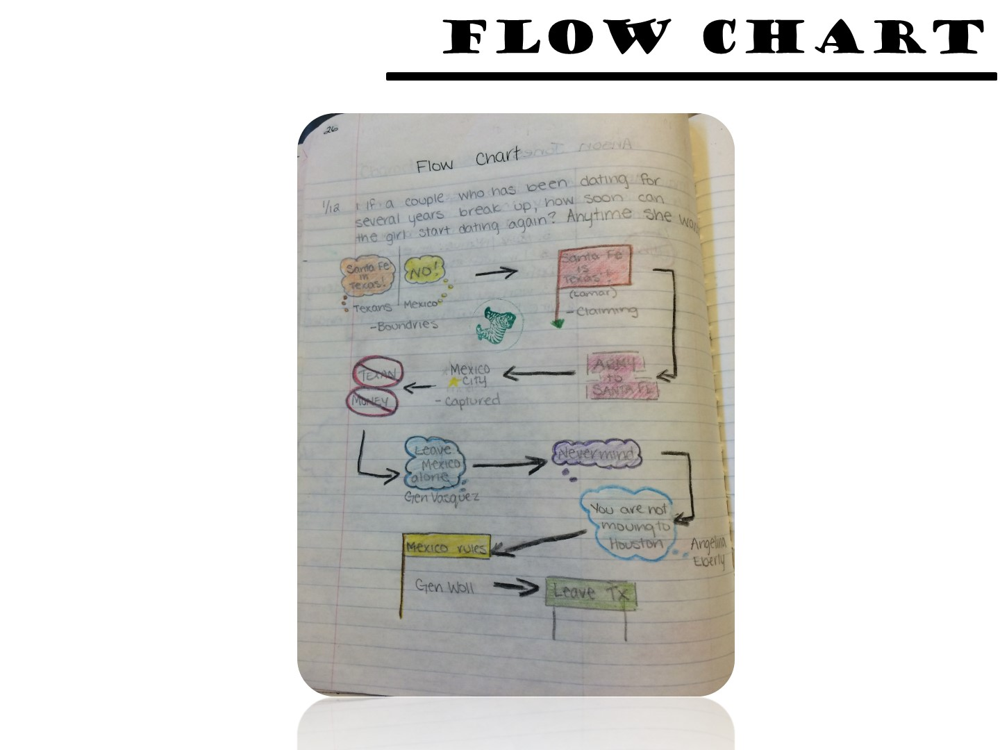 FLOW CHART
26
Flow Chart
1/12 If a couple who has been dating for
several years break up, how soon can
the girl start dating again? Anytime she
Santa Fe
in
Texas!
NO!
Texans
Mexico
-Boundries
Santa Fe
is
Texas'!
(Lamar)
-Claiming
ARMY
to
SANTA FE
Mexico
City
-Captured
TEXAN
MONEY
Leave
Mexico
alone
Gen Vasquez
Nevermind
You are not
moving to
Houston
Angelina
Eberly
Mexico rules
Gen Woll
Leave Tx